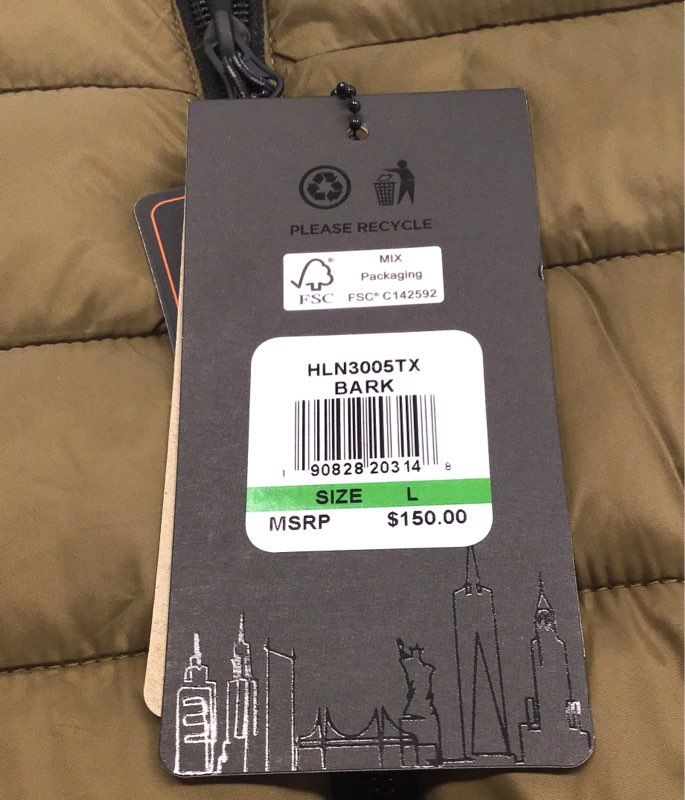 PLEASE RECYCLE
MIX
Packaging
FSC® C142592
FSC
HLN3005TX
BARK
1 90828 20314 8
SIZE L
MSRP $150.00